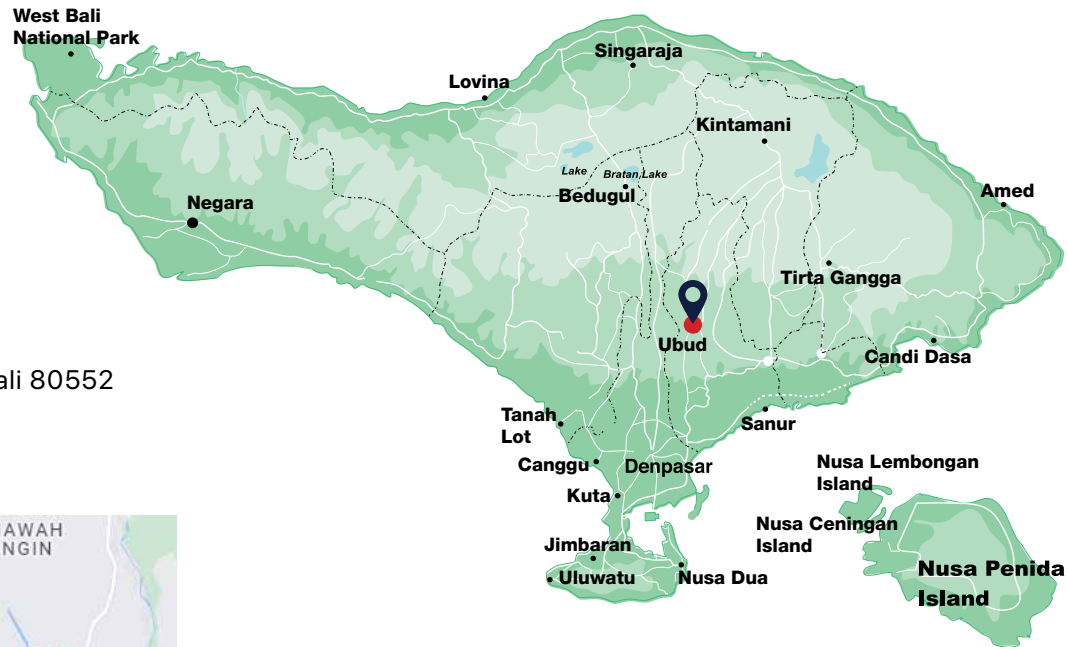 West Bali
National Park
Singaraja
Lovina
Kintamani
Lake
Bratan Lake
Bedugul
Amed
Negara
Tirta Gangga
Ubud
Candi Dasa
ali 80552
Tanah
Lot
Sanur
Canggu
Denpasar
Nusa Lembongan
Island
Kuta
Nusa Ceningan
Island
Jimbaran
Uluwatu
Nusa Dua
Nusa Penida
Island
AWAH
NGIN